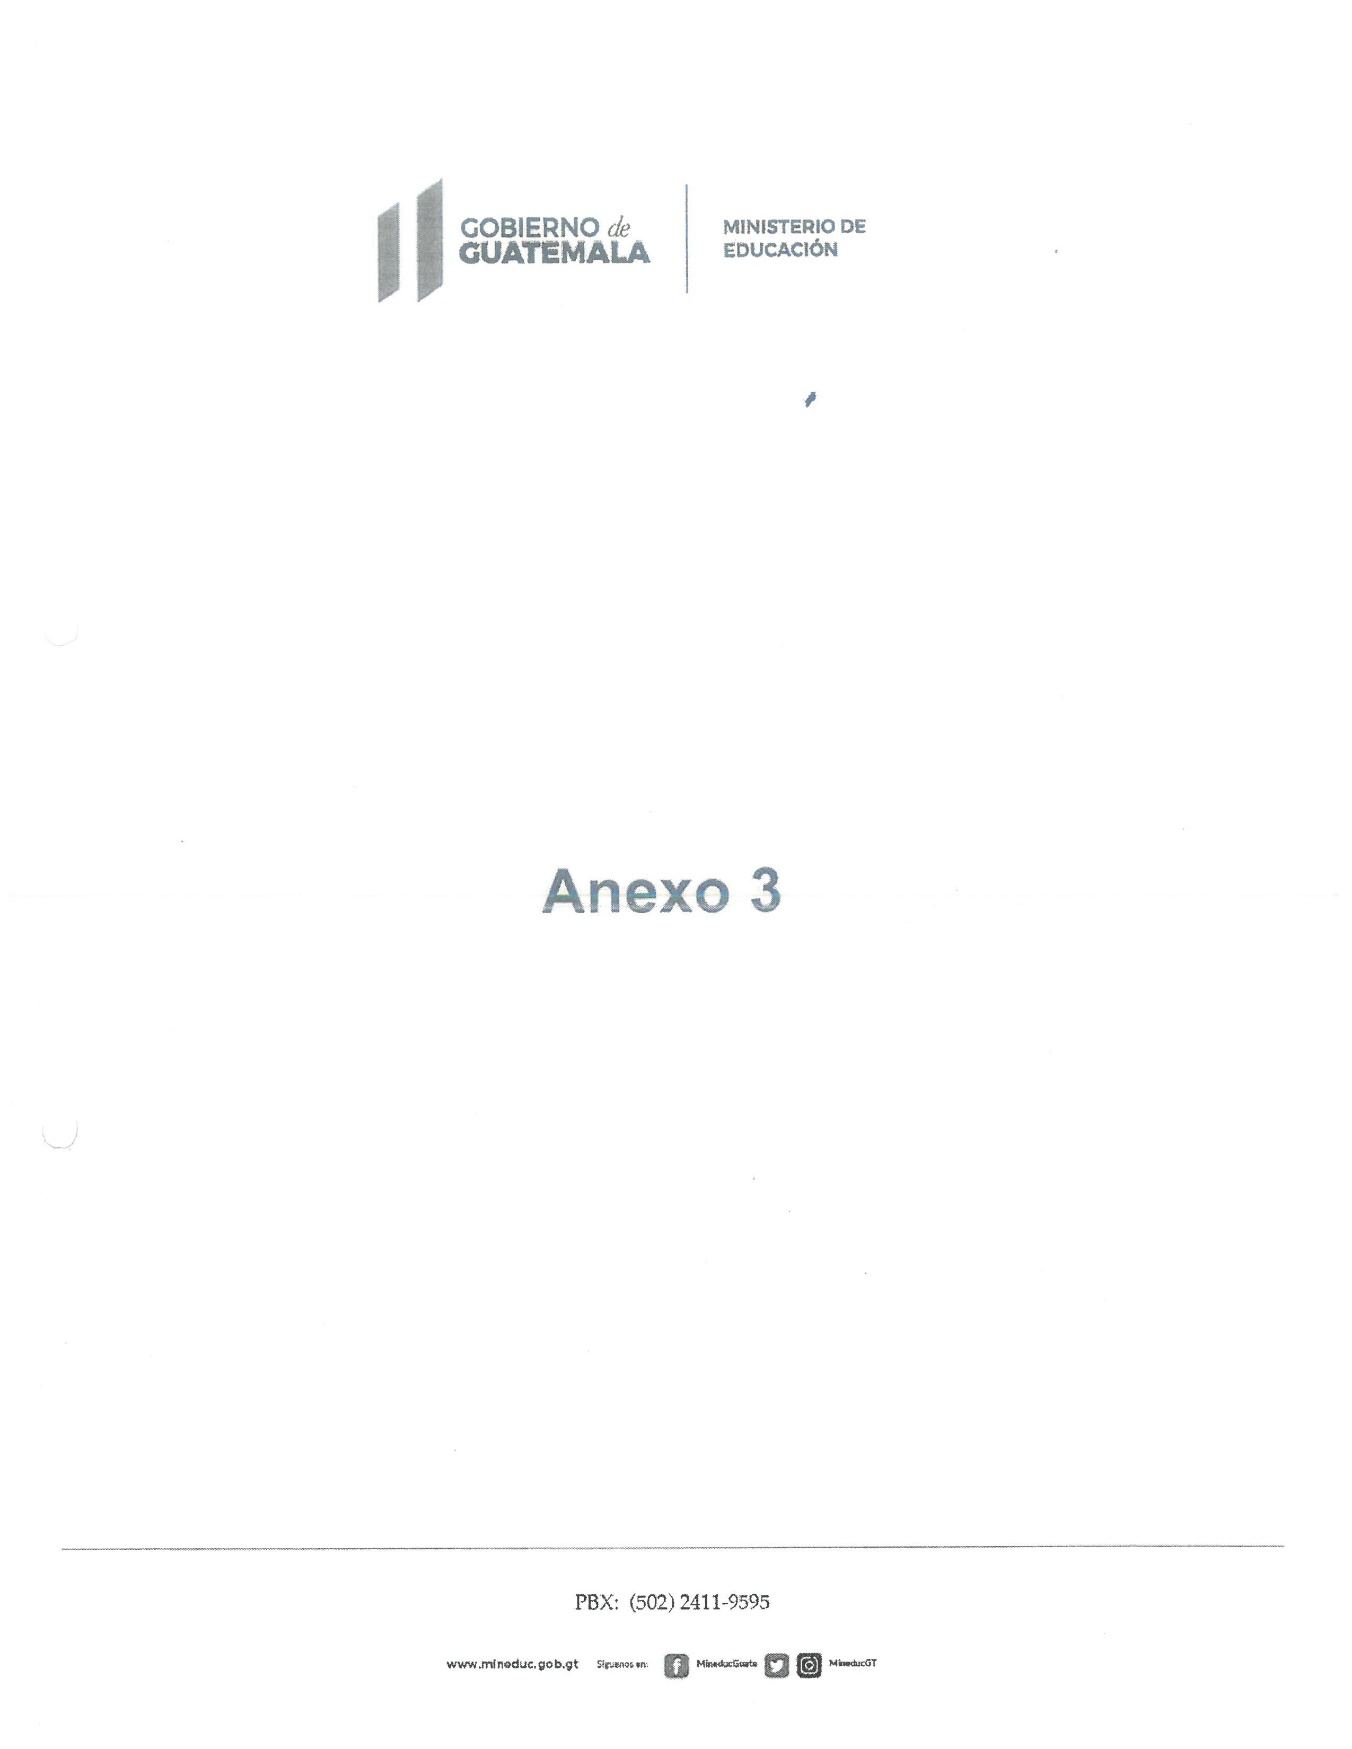 GOBIERNO de
GUATEMALA
MINISTERIO DE
EDUCACIÓN
Anexo 3
PBX: (502) 2411-9595
www.mineduc.gob.gt Síguenos en: MineducGuate MineducGT